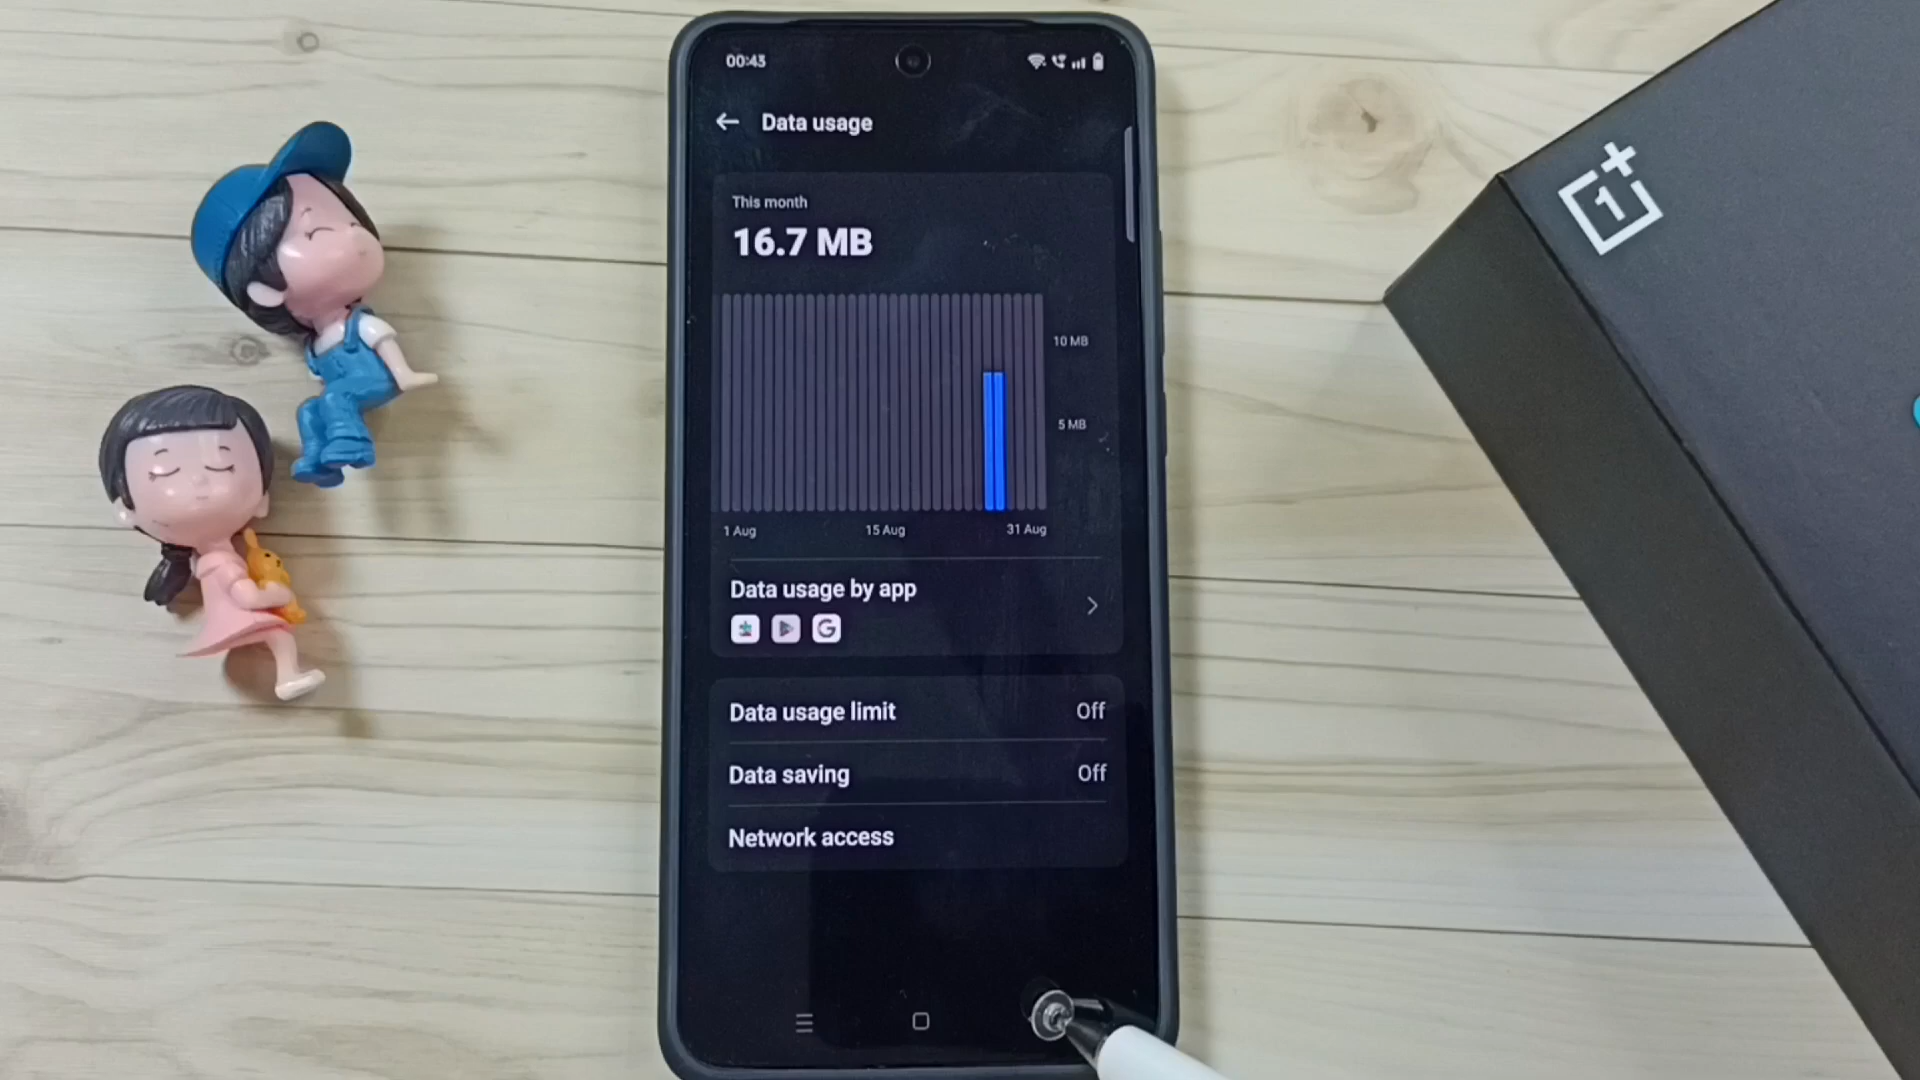 00:43
Data usage
This month
16.7 MB
10 MB
5 MB
1 Aug
15 Aug
31 Aug
Data usage by app
G
Data usage limit Off
Data saving Off
Network access
1+